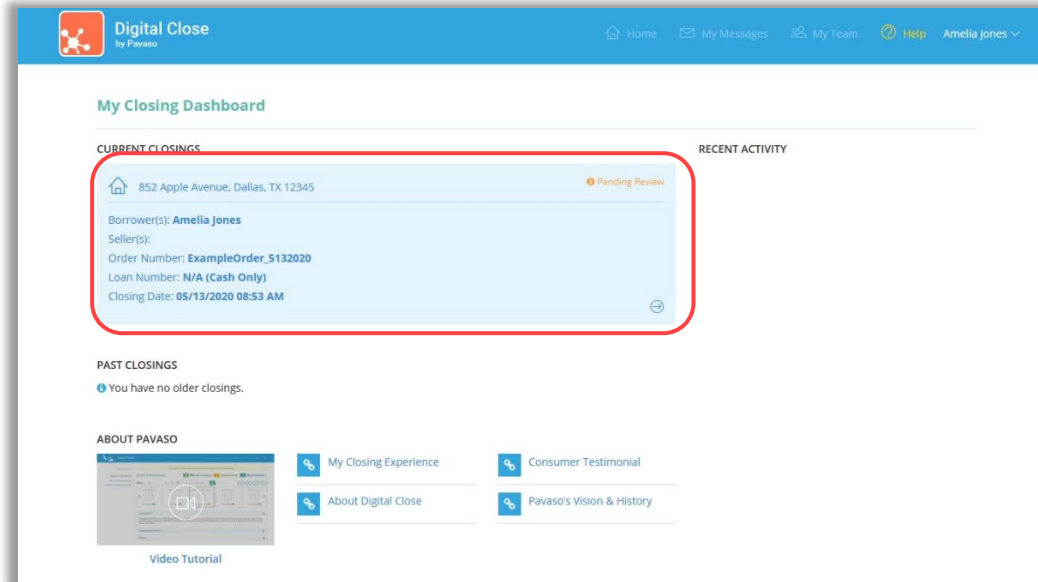 Digital Close
by Pavaso
Home
My Messages
My Team
Help
Amelia Jones
My Closing Dashboard
CURRENT CLOSINGS
852 Apple Avenue, Dallas, TX 12345
Pending Review
Borrower(s): Amelia Jones
Seller(s):
Order Number: ExampleOrder_5132020
Loan Number: N/A (Cash Only)
Closing Date: 05/13/2020 08:53 AM
RECENT ACTIVITY
PAST CLOSINGS
You have no older closings.
ABOUT PAVASO
Video Tutorial
My Closing Experience
Consumer Testimonial
About Digital Close
Pavaso's Vision & History